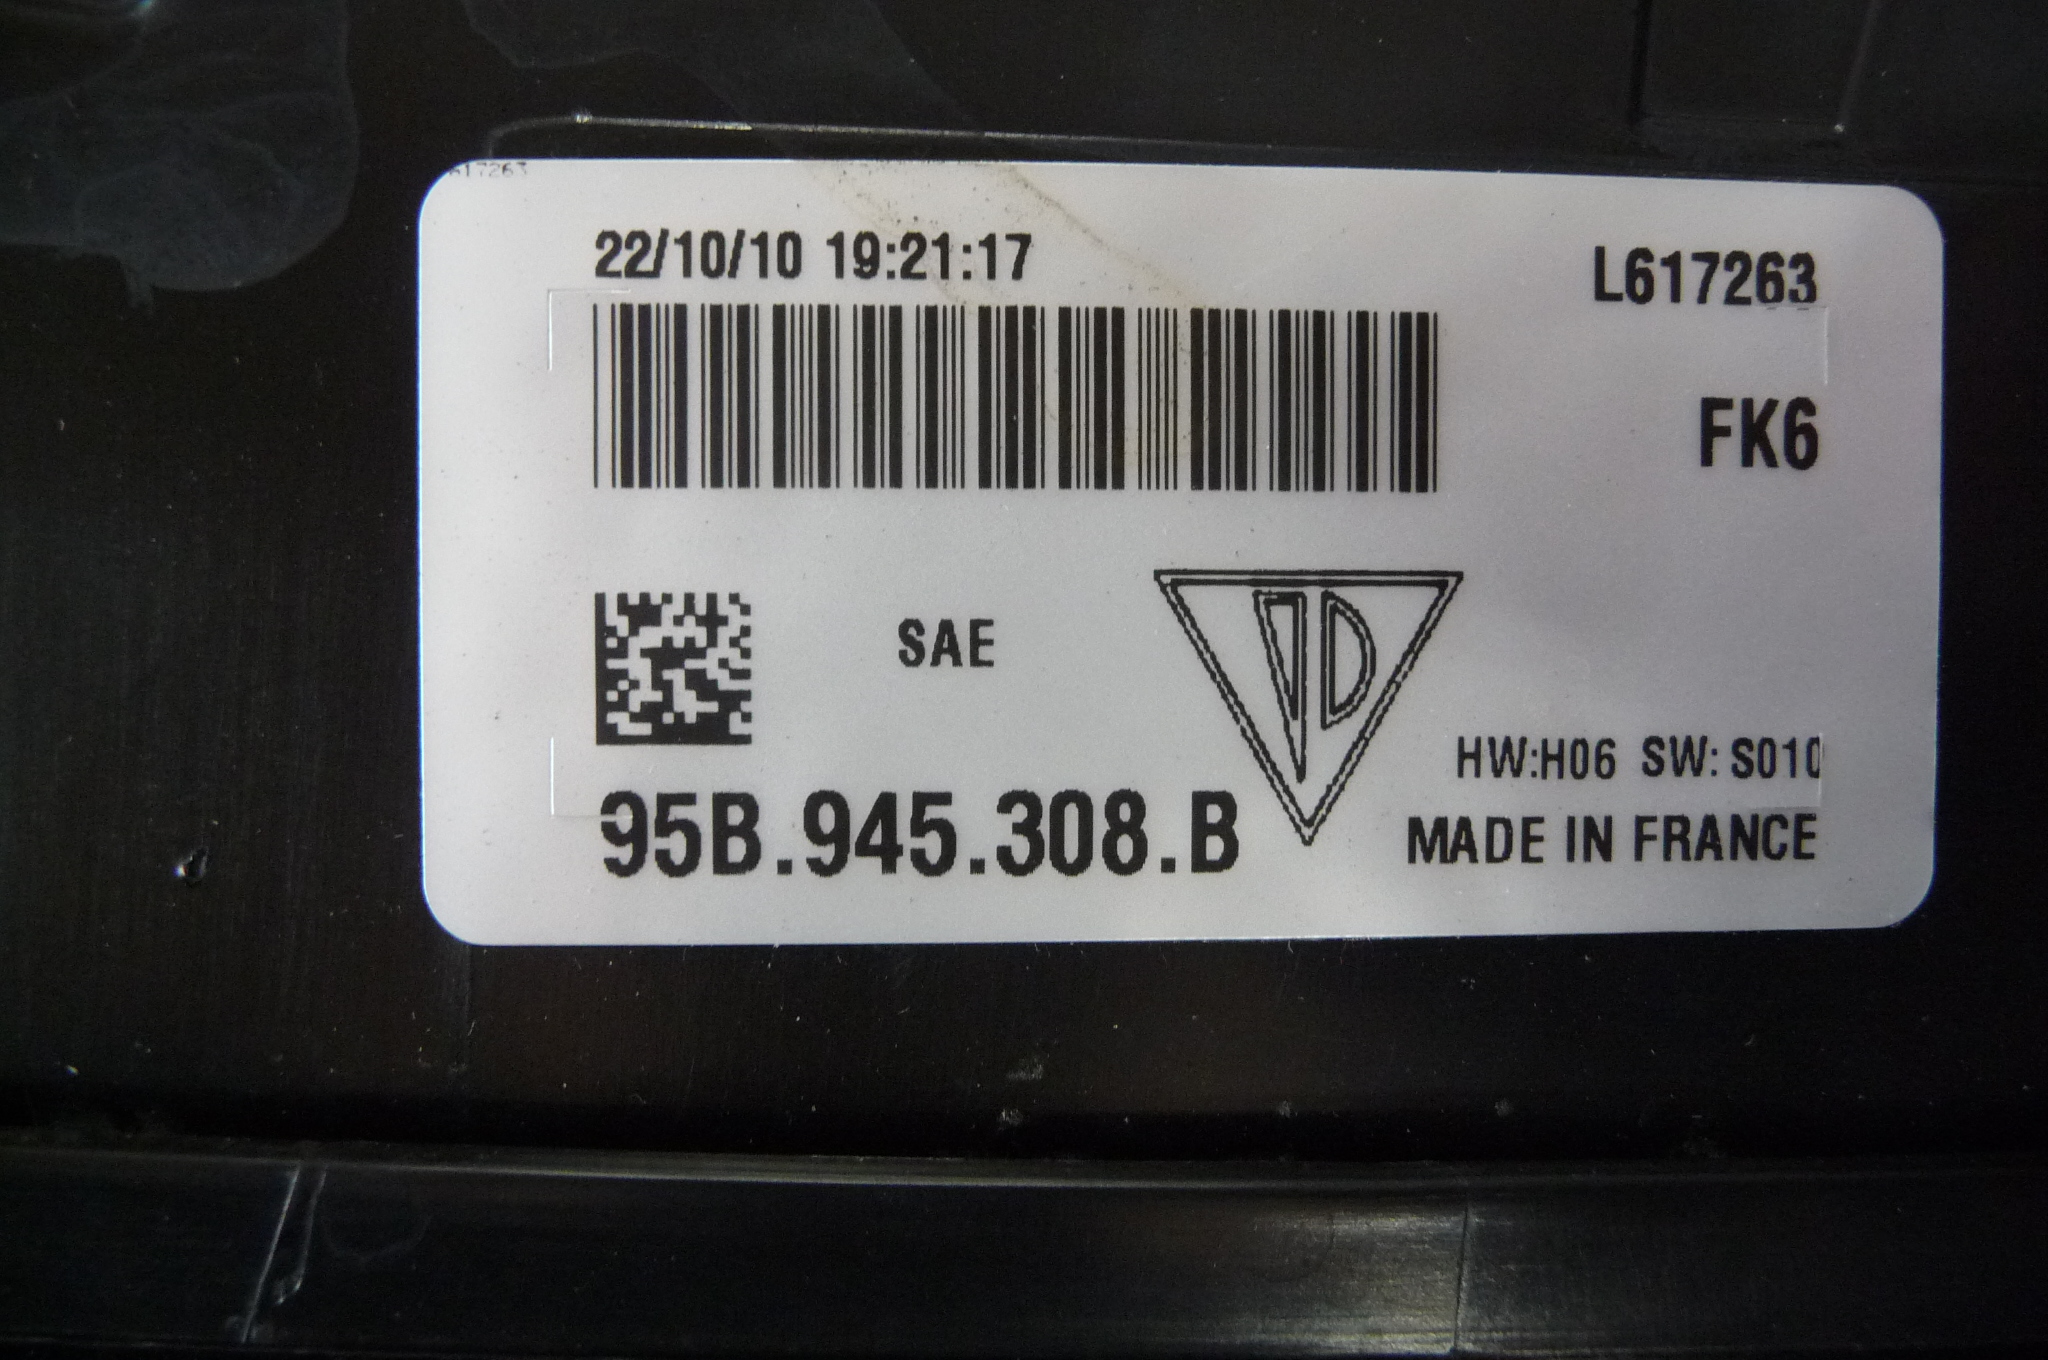 22/10/10 19:21:17
L617263
FK6
SAE
HW:H06 SW: S010
95B.945.308.B
MADE IN FRANCE